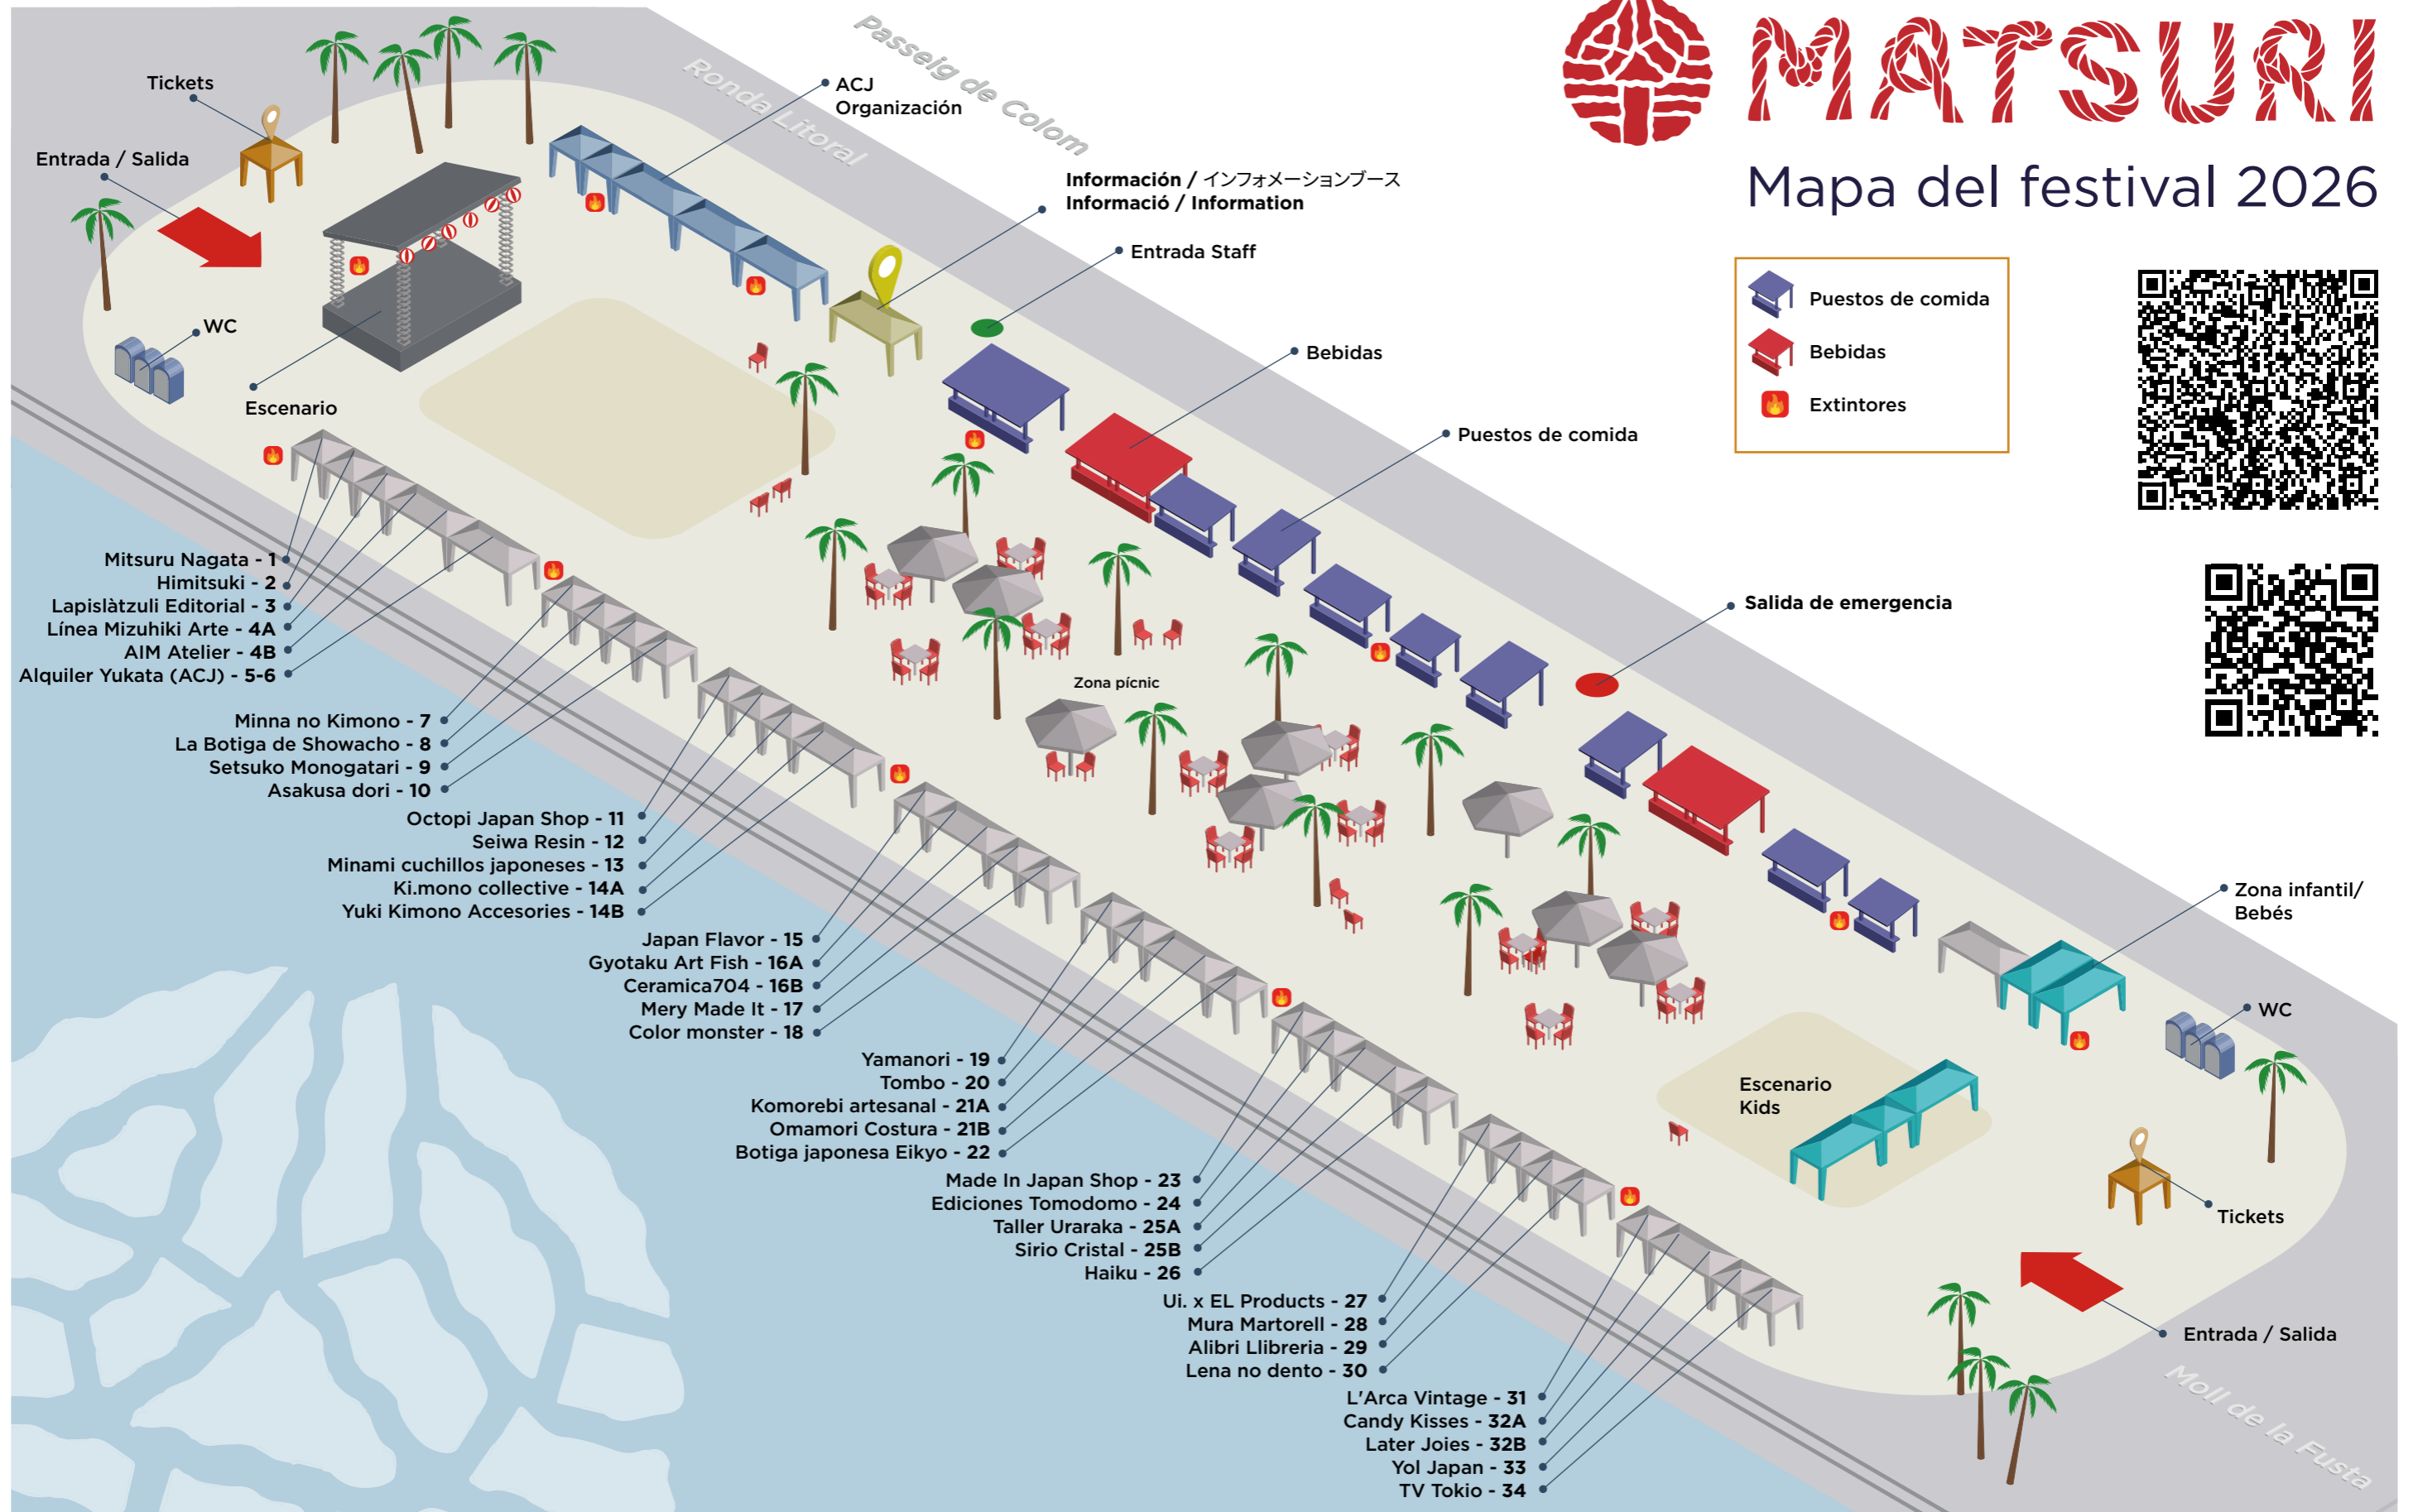 MATSURI
Mapa del festival 2026
Passeig de Colom
Ronda Litoral
Tickets
Entrada / Salida
ACJ
Organización
Información / インフォメーションブース
Informació / Information
Entrada Staff
WC
Escenario
Bebidas
Puestos de comida
Puestos de comida
Bebidas
Extintores
Salida de emergencia
Zona pícnic
Mitsuru Nagata - 1
Himitsuki - 2
Lapislàtzuli Editorial - 3
Línea Mizuhiki Arte - 4A
AIM Atelier - 4B
Alquiler Yukata (ACJ) - 5-6
Minna no Kimono - 7
La Botiga de Showacho - 8
Setsuko Monogatari - 9
Asakusa dori - 10
Octopi Japan Shop - 11
Seiwa Resin - 12
Minami cuchillos japoneses - 13
Ki.mono collective - 14A
Yuki Kimono Accesories - 14B
Japan Flavor - 15
Gyotaku Art Fish - 16A
Ceramica704 - 16B
Mery Made It - 17
Color monster - 18
Yamanori - 19
Tombo - 20
Komorebi artesanal - 21A
Omamori Costura - 21B
Botiga japonesa Eikyo - 22
Made In Japan Shop - 23
Ediciones Tomodomo - 24
Taller Uraraka - 25A
Sirio Cristal - 25B
Haiku - 26
Ui. x EL Products - 27
Mura Martorell - 28
Alibri Llibreria - 29
Lena no dento - 30
L'Arca Vintage - 31
Candy Kisses - 32A
Later Joies - 32B
Yol Japan - 33
TV Tokio - 34
Zona infantil/
Bebés
WC
Escenario
Kids
Tickets
Entrada / Salida
Moll de la Fusta